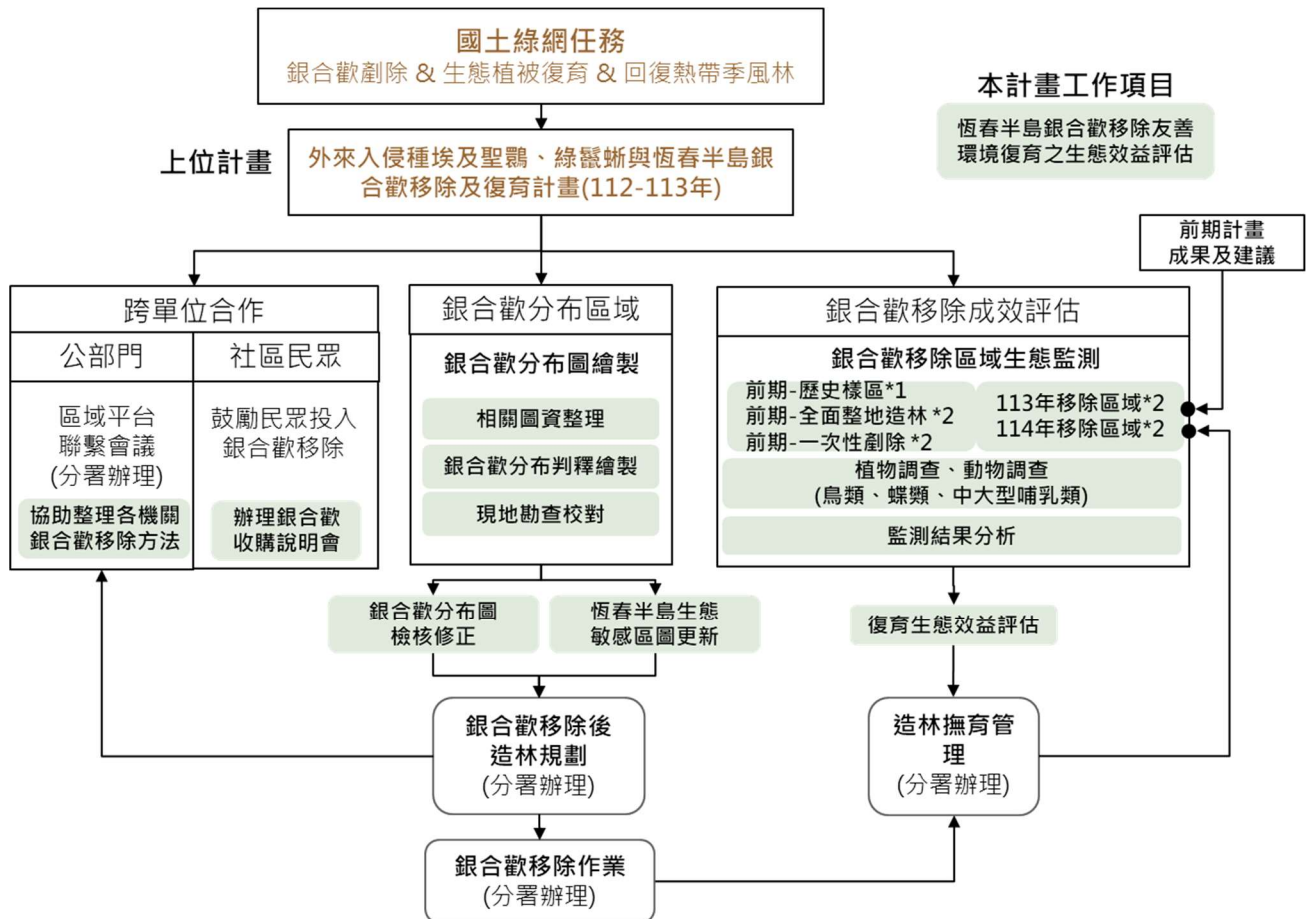 國土綠網任務
銀合歡剷除 & 生態植被復育 & 回復熱帶季風林
本計畫工作項目
恆春半島銀合歡移除友善
環境復育之生態效益評估
上位計畫
外來入侵種埃及聖䴉、綠鬣蜥與恆春半島銀
合歡移除及復育計畫(112-113年)
前期計畫
成果及建議
跨單位合作
公部門
社區民眾
區域平台
聯繫會議
(分署辦理)
協助整理各機關
銀合歡移除方法
鼓勵民眾投入
銀合歡移除
辦理銀合歡
收購說明會
銀合歡分布區域
銀合歡分布圖繪製
相關圖資整理
銀合歡分布判釋繪製
現地勘查校對
銀合歡移除成效評估
銀合歡移除區域生態監測
前期-歷史樣區*1
前期-全面整地造林 *2
前期-一次性剷除 *2
113年移除區域*2
114年移除區域*2
植物調查、動物調查
(鳥類、蝶類、中大型哺乳類)
監測結果分析
銀合歡分布圖
檢核修正
恆春半島生態
敏感區圖更新
復育生態效益評估
銀合歡移除後
造林規劃
(分署辦理)
造林撫育管
理
(分署辦理)
銀合歡移除作業
(分署辦理)